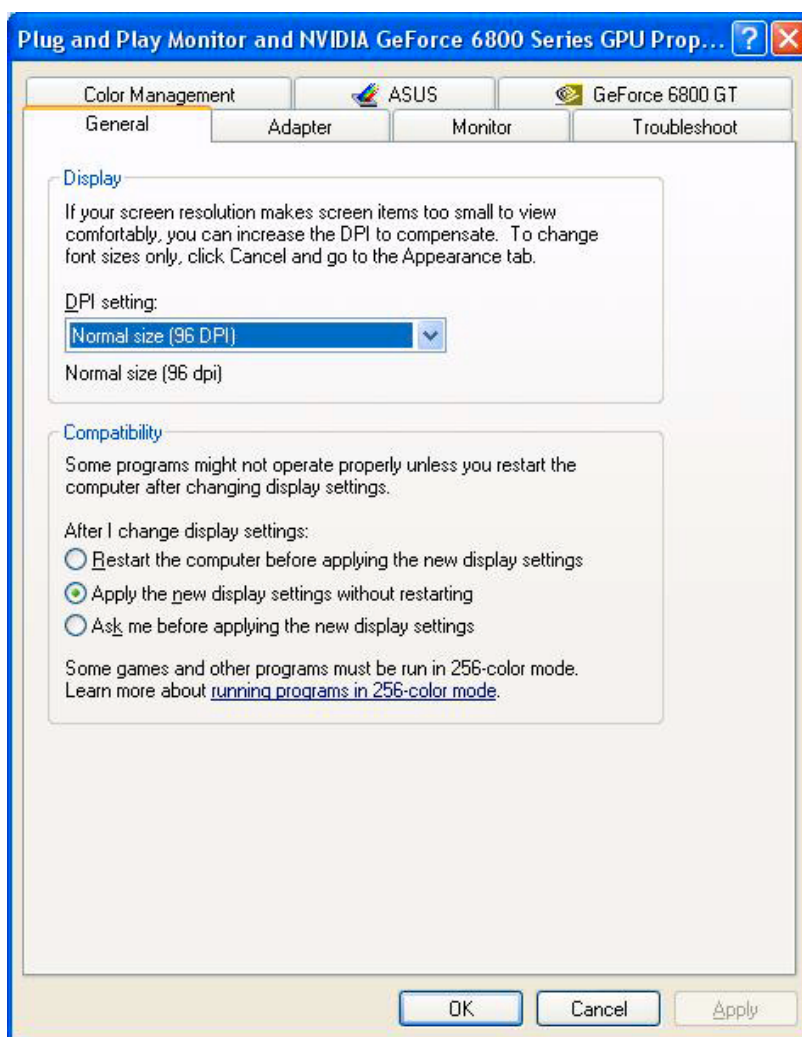 Plug and Play Monitor and NVIDIA GeForce 6800 Series GPU Prop...
Color Management
ASUS
GeForce 6800 GT
General
Adapter
Monitor
Troubleshoot
Display
If your screen resolution makes screen items too small to view
comfortably, you can increase the DPI to compensate. To change
font sizes only, click Cancel and go to the Appearance tab.
DPI setting:
Normal size (96 DPI)
Normal size (96 dpi)
Compatibility
Some programs might not operate properly unless you restart the
computer after changing display settings.
After I change display settings:
Restart the computer before applying the new display settings
Apply the new display settings without restarting
Ask me before applying the new display settings
Some games and other programs must be run in 256-color mode.
Learn more about running programs in 256-color mode.
OK
Cancel
Apply